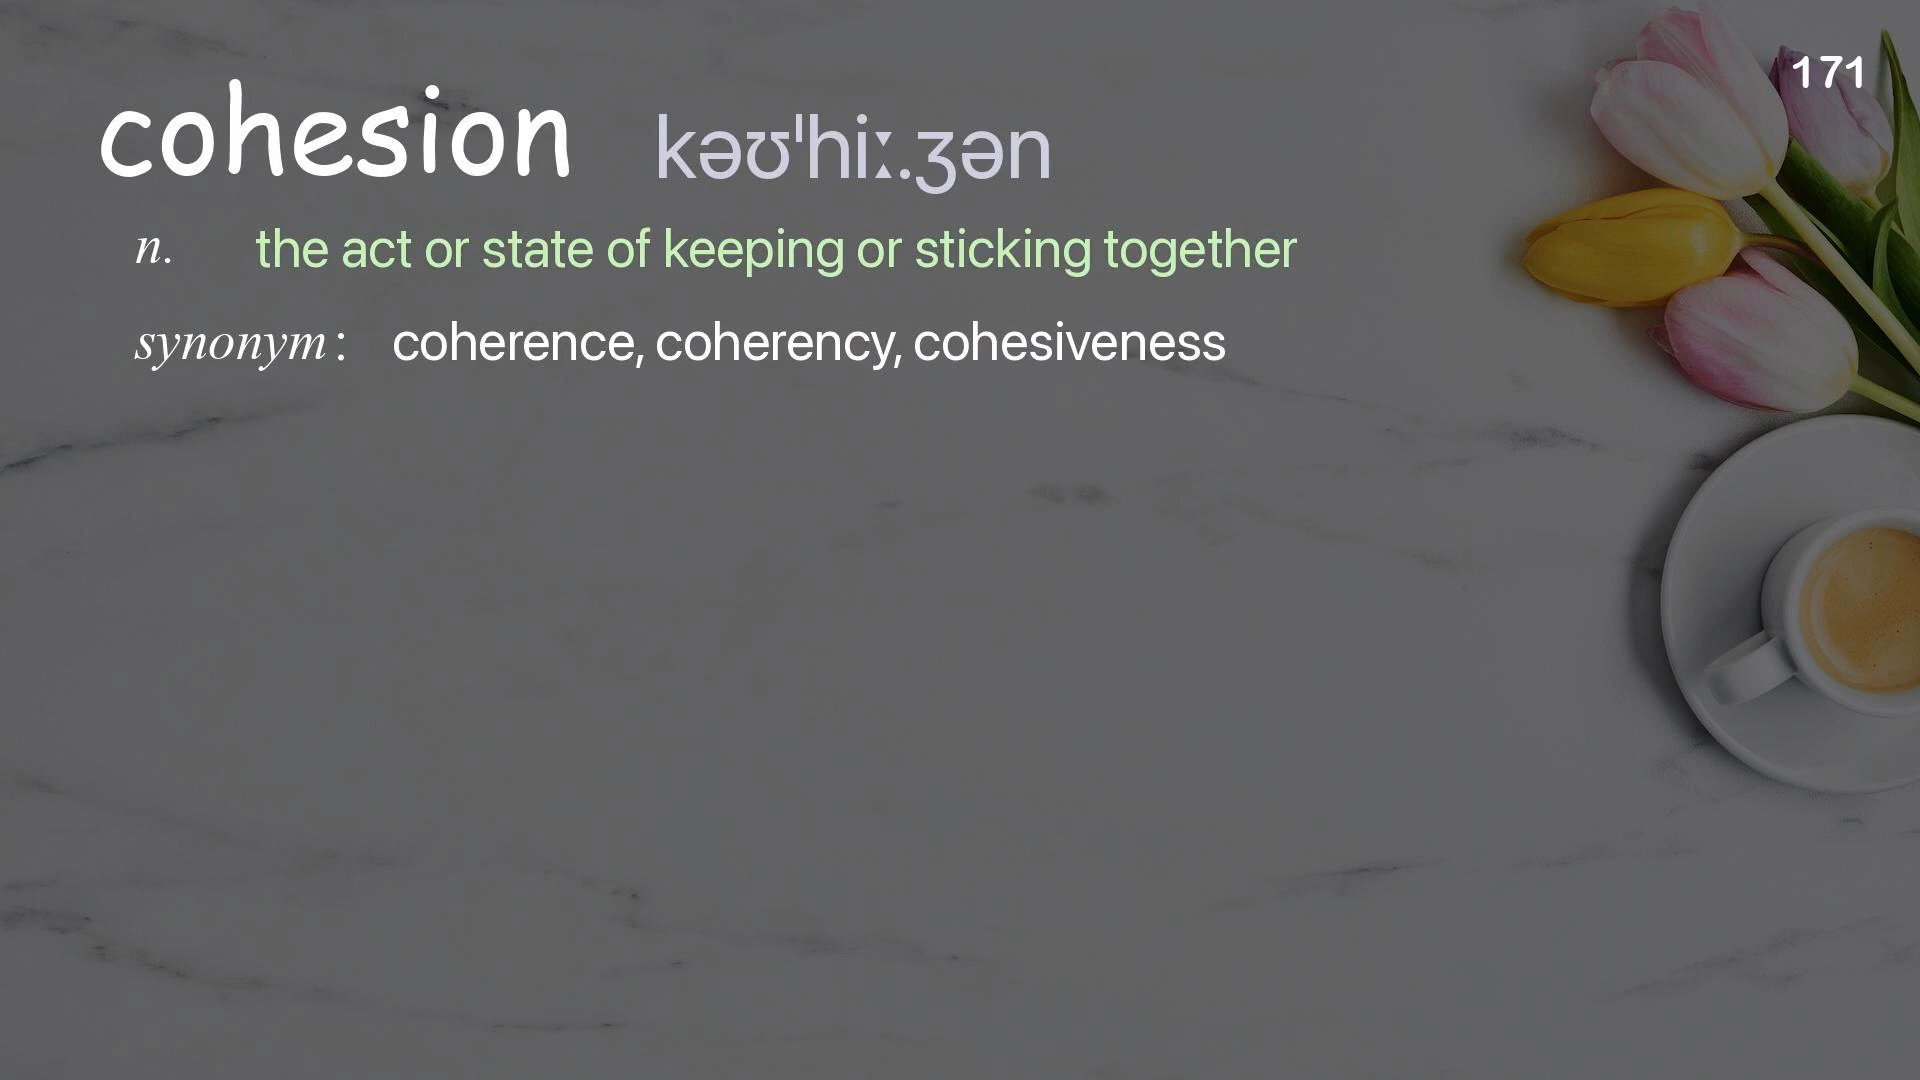 171
cohesion kəʊˈhiː.ʒən
n. the act or state of keeping or sticking together
synonym : coherence, coherency, cohesiveness